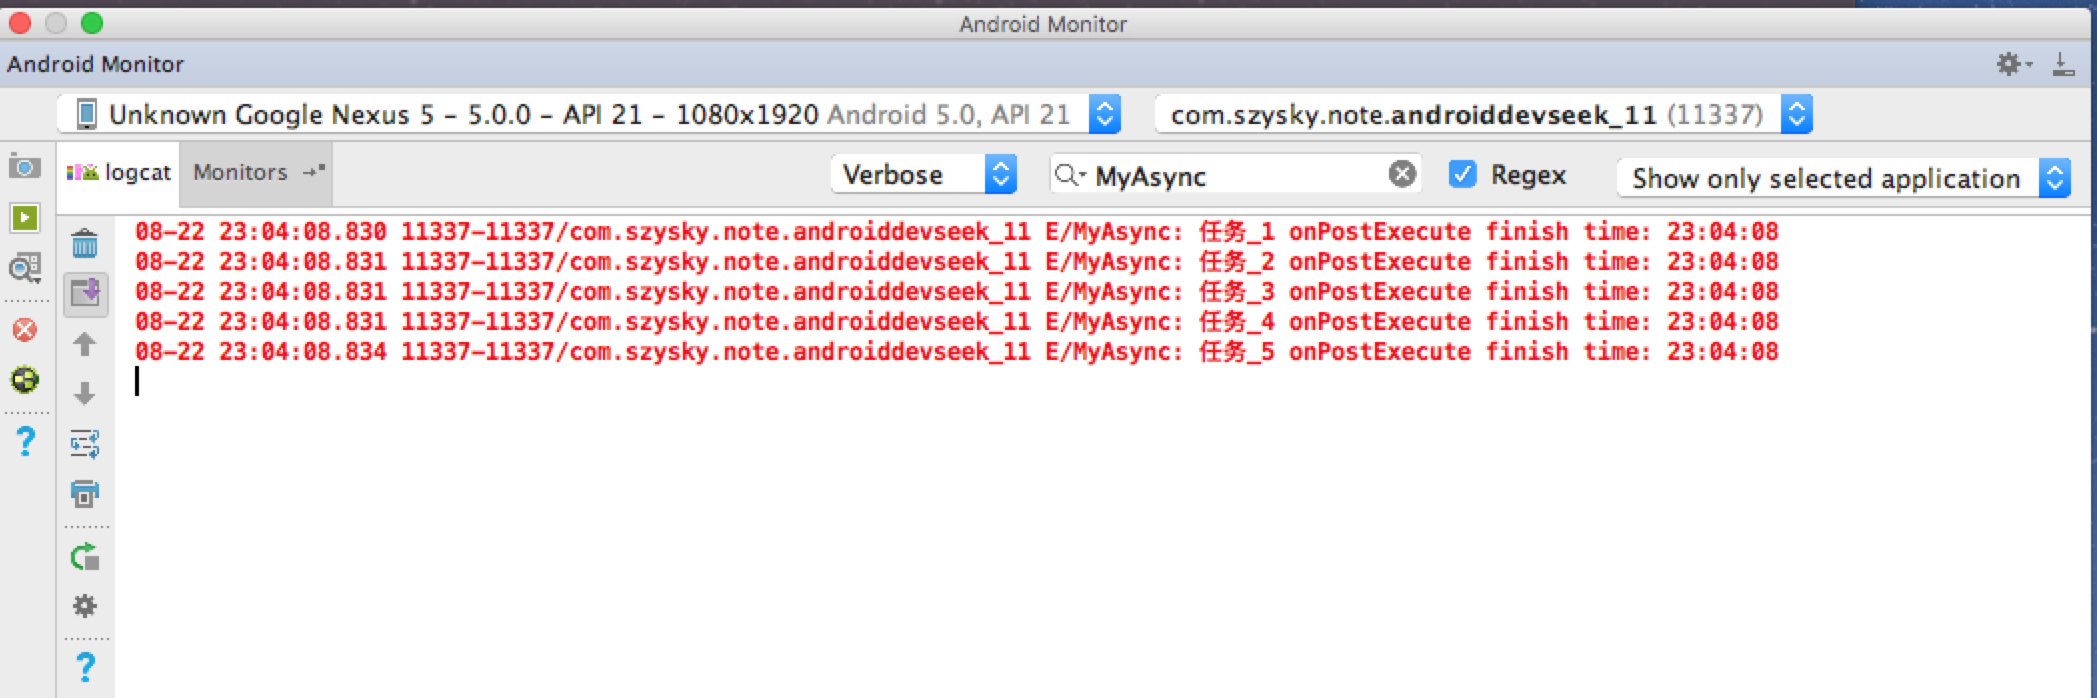 Android Monitor
Android Monitor
Unknown Google Nexus 5 – 5.0.0 – API 21 – 1080x1920 Android 5.0, API 21
com.szysky.note.androiddevseek_11 (11337)
logcat
Monitors
Verbose
MyAsync
Regex
Show only selected application
08-22 23:04:08.830 11337-11337/com.szysky.note.androiddevseek_11 E/MyAsync: 任务_1 onPostExecute finish time: 23:04:08
08-22 23:04:08.831 11337-11337/com.szysky.note.androiddevseek_11 E/MyAsync: 任务_2 onPostExecute finish time: 23:04:08
08-22 23:04:08.831 11337-11337/com.szysky.note.androiddevseek_11 E/MyAsync: 任务_3 onPostExecute finish time: 23:04:08
08-22 23:04:08.831 11337-11337/com.szysky.note.androiddevseek_11 E/MyAsync: 任务_4 onPostExecute finish time: 23:04:08
08-22 23:04:08.834 11337-11337/com.szysky.note.androiddevseek_11 E/MyAsync: 任务_5 onPostExecute finish time: 23:04:08